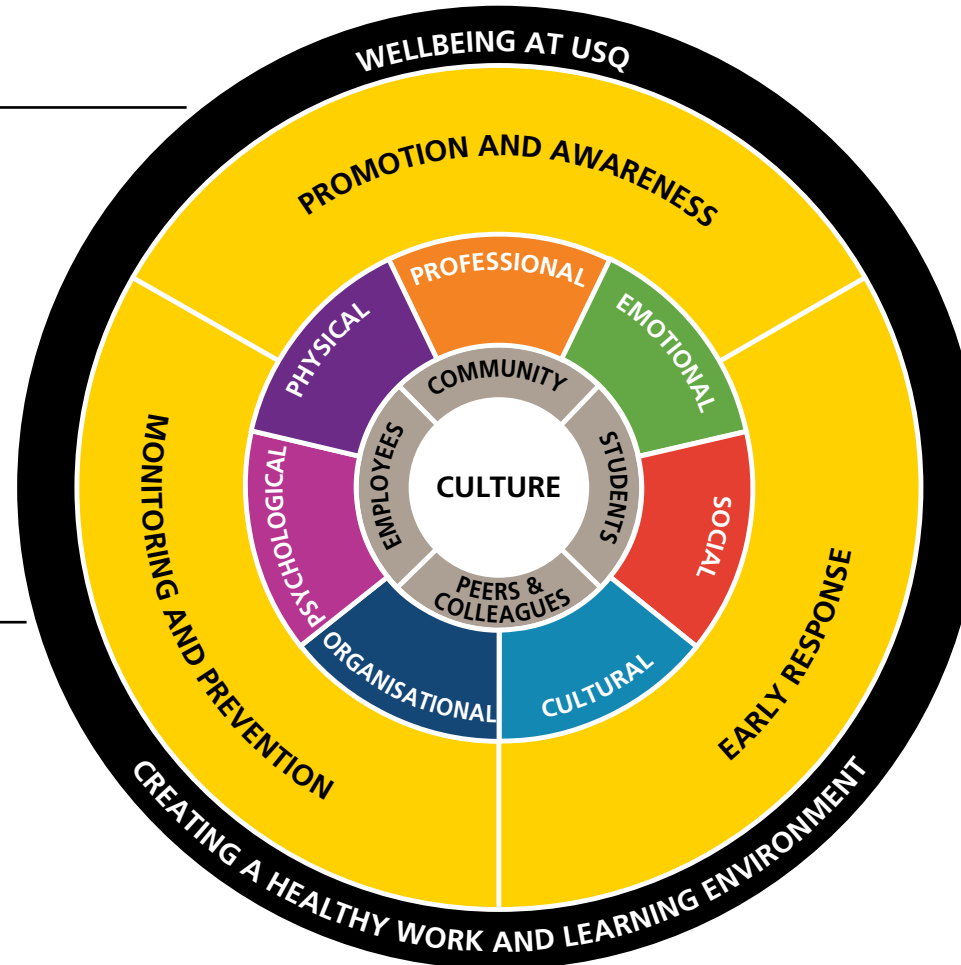 WELLBEING AT USQ
PROMOTION AND AWARENESS
PROFESSIONAL
EMOTIONAL
PHYSICAL
COMMUNITY
EMPLOYEES
STUDENTS
CULTURE
PSYCHOLOGICAL
SOCIAL
PEERS &
COLLEAGUES
ORGANISATIONAL
CULTURAL
MONITORING AND PREVENTION
EARLY RESPONSE
CREATING A HEALTHY WORK AND LEARNING ENVIRONMENT